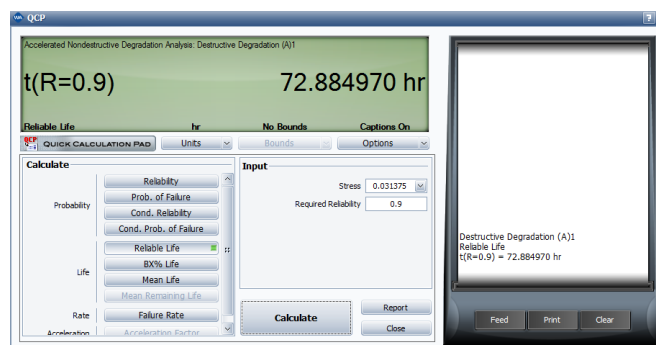 QCP
?
Accelerated Nondestructive Degradation Analysis: Destructive Degradation (A)1
t(R=0.9) 72.884970 hr
Reliable Life hr No Bounds Captions On
QCP QUICK CALCULATION PAD Units Bounds Options
Calculate
Probability
Reliability
Prob. of Failure
Cond. Reliability
Cond. Prob. of Failure
Life
Reliable Life
BX% Life
Mean Life
Mean Remaining Life
Rate Failure Rate
Acceleration Acceleration Factor
Input
Stress 0.031375
Required Reliability 0.9
Calculate
Report
Close
Destructive Degradation (A)1
Reliable Life
t(R=0.9) = 72.884970 hr
Feed Print Clear